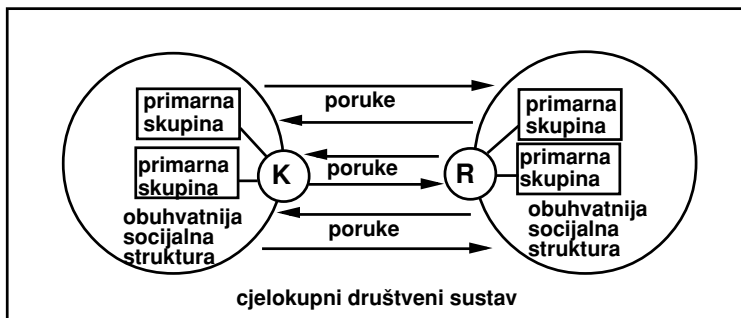 primarna
skupina
primarna
skupina
K
obuhvatnija
socijalna
struktura
poruke
poruke
poruke
primarna
skupina
primarna
skupina
R
obuhvatnija
socijalna
struktura
cjelokupni društveni sustav